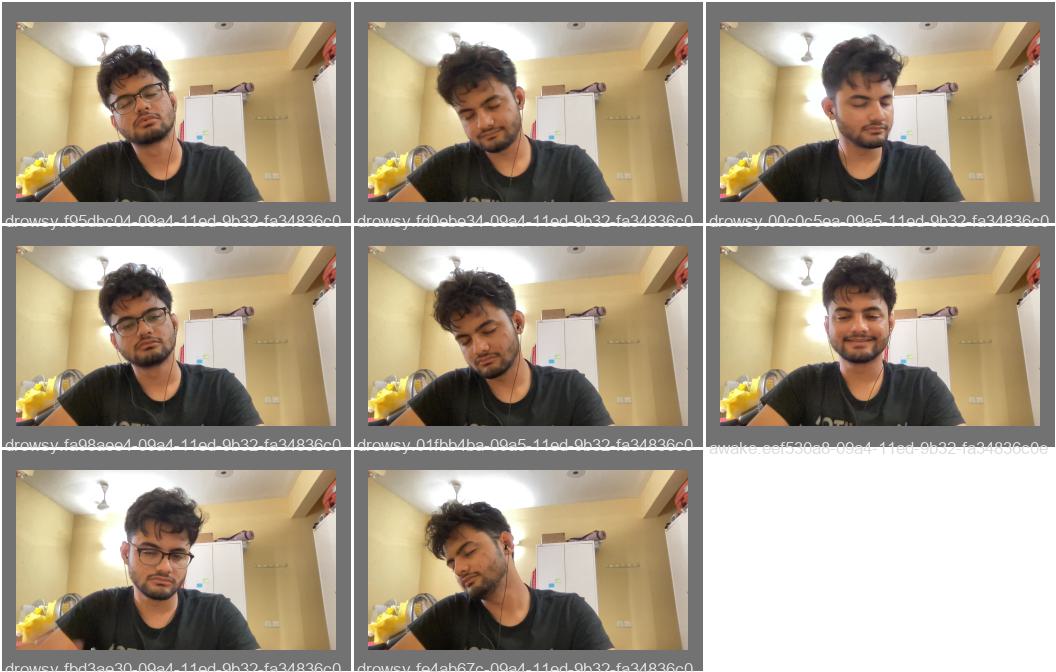 drowsy.f95dbc04-09a4-11ed-9b32-fa34836c0
drowsy.fd0ebe34-09a4-11ed-9b32-fa34836c0
drowsy.00c0c5ea-09a5-11ed-9b32-fa34836c0
drowsy.fa98aee4-09a4-11ed-9b32-fa34836c0
drowsy.01fbb4ba-09a5-11ed-9b32-fa34836c0
awake.eef530a8-09a4-11ed-9b32-fa34836c0e
drowsy.fbd3ae30-09a4-11ed-9b32-fa34836c0
drowsy.fe4ab67c-09a4-11ed-9b32-fa34836c0